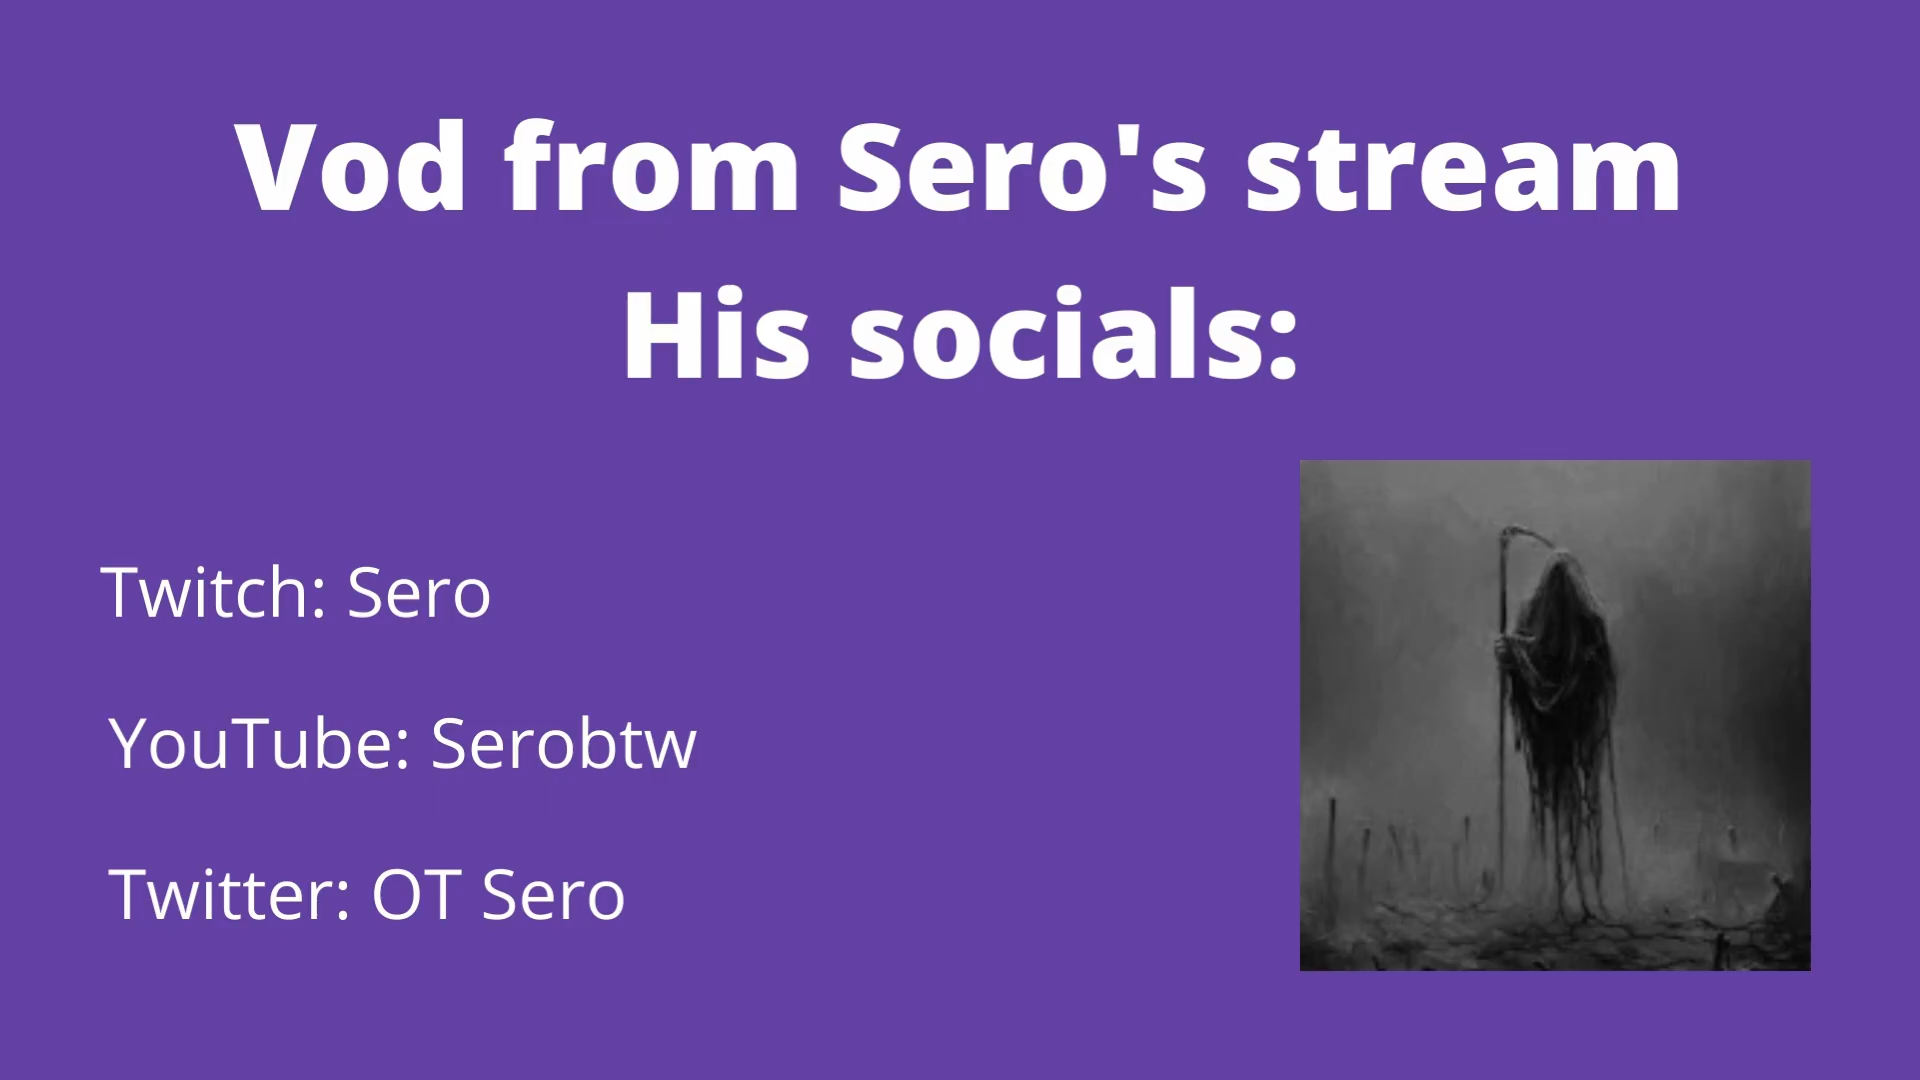 Vod from Sero's stream
His socials:
Twitch: Sero
YouTube: Serobtw
Twitter: OT Sero